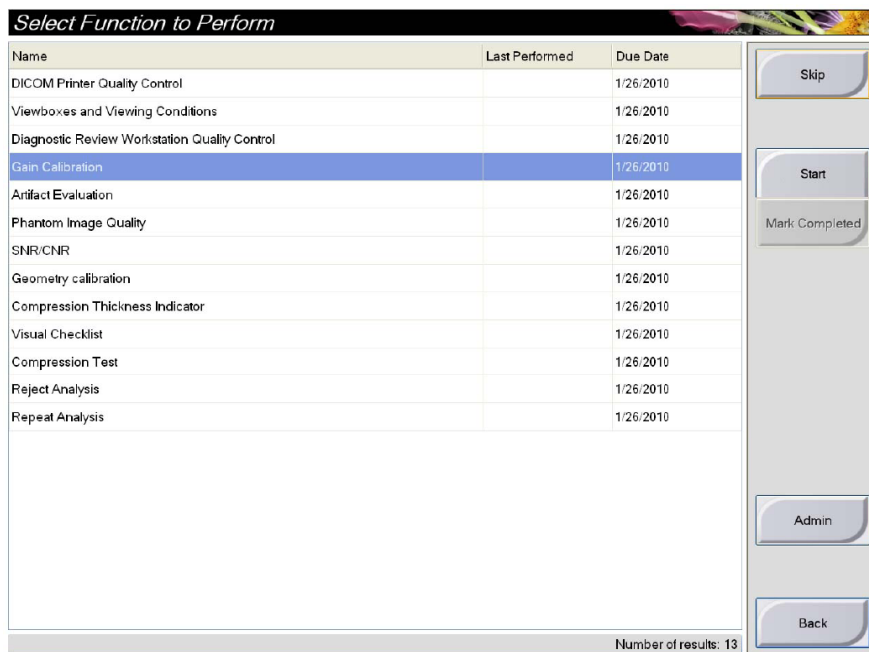 Select Function to Perform
Name Last Performed Due Date
DICOM Printer Quality Control 1/26/2010
Viewboxes and Viewing Conditions 1/26/2010
Diagnostic Review Workstation Quality Control 1/26/2010
Gain Calibration 1/26/2010
Artifact Evaluation 1/26/2010
Phantom Image Quality 1/26/2010
SNR/CNR 1/26/2010
Geometry calibration 1/26/2010
Compression Thickness Indicator 1/26/2010
Visual Checklist 1/26/2010
Compression Test 1/26/2010
Reject Analysis 1/26/2010
Repeat Analysis 1/26/2010
Number of results: 13
Skip
Start
Mark Completed
Admin
Back